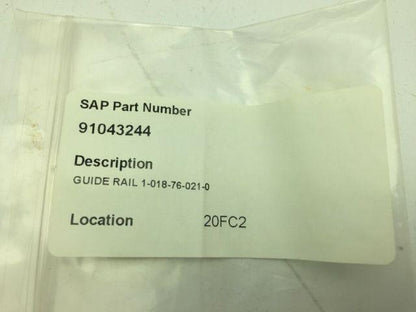 SAP Part Number
91043244
Description
GUIDE RAIL 1-018-76-021-0
Location 20FC2